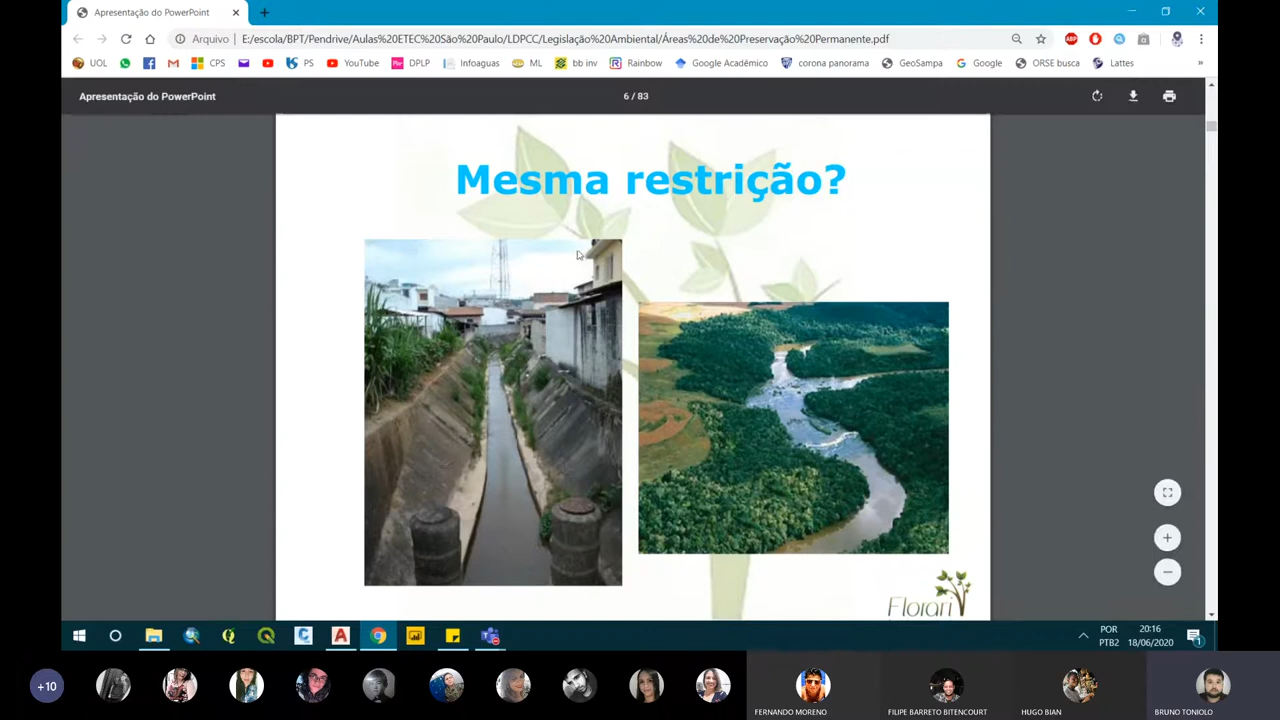 Apresentação do PowerPoint
Arquivo
E:/escola/BPT/Pendrive/Aulas%20ETEC%20São%20Paulo/LDPCC/Legislação%20Ambiental/Áreas%20de%20Preservação%20Permanente.pdf
ABP
UOL
CPS
PS
YouTube
DPLP
Infoaguas
ML
bb inv
Rainbow
Google Acadêmico
corona panorama
GeoSampa
Google
ORSE busca
Lattes
»
Apresentação do PowerPoint
6 / 83
Mesma restrição?
Florari
POR
PTB2
20:16
18/06/2020
1
+10
FERNANDO MORENO
FILIPE BARRETO BITENCOURT
HUGO BIAN
BRUNO TONIOLO